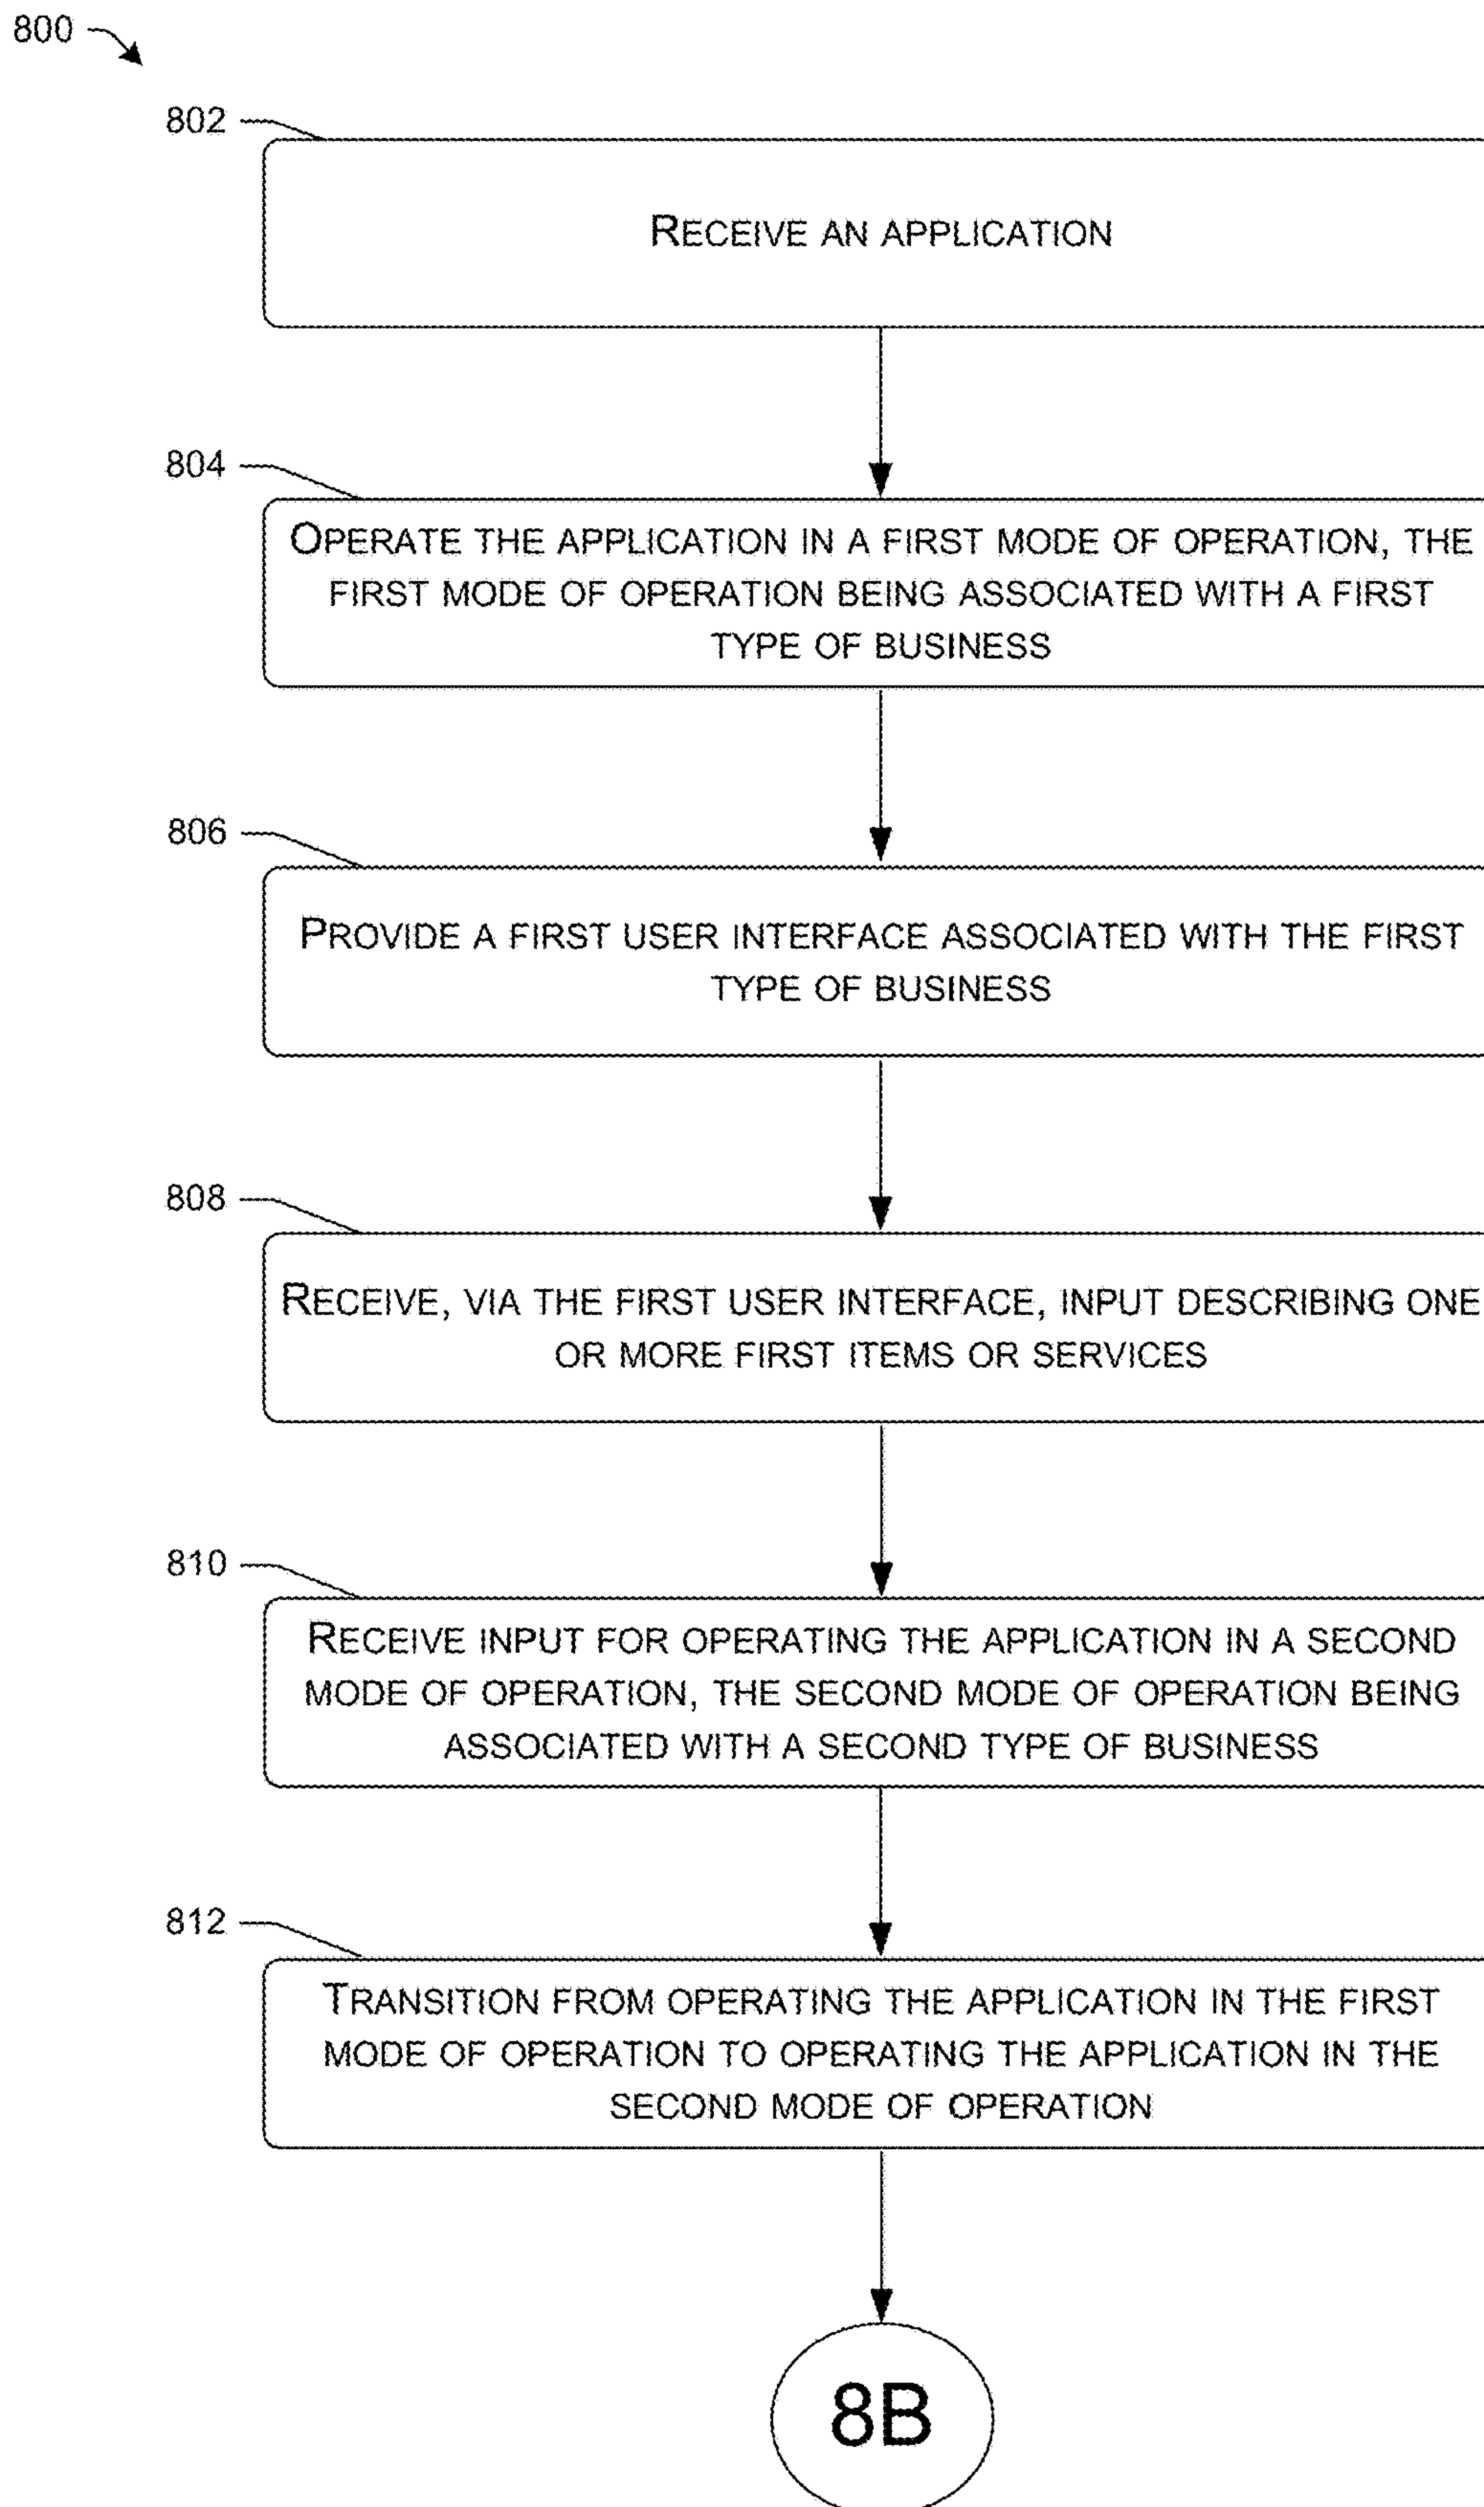 800
802
RECEIVE AN APPLICATION
804
OPERATE THE APPLICATION IN A FIRST MODE OF OPERATION, THE
FIRST MODE OF OPERATION BEING ASSOCIATED WITH A FIRST
TYPE OF BUSINESS
806
PROVIDE A FIRST USER INTERFACE ASSOCIATED WITH THE FIRST
TYPE OF BUSINESS
808
RECEIVE, VIA THE FIRST USER INTERFACE, INPUT DESCRIBING ONE
OR MORE FIRST ITEMS OR SERVICES
810
RECEIVE INPUT FOR OPERATING THE APPLICATION IN A SECOND
MODE OF OPERATION, THE SECOND MODE OF OPERATION BEING
ASSOCIATED WITH A SECOND TYPE OF BUSINESS
812
TRANSITION FROM OPERATING THE APPLICATION IN THE FIRST
MODE OF OPERATION TO OPERATING THE APPLICATION IN THE
SECOND MODE OF OPERATION
8B